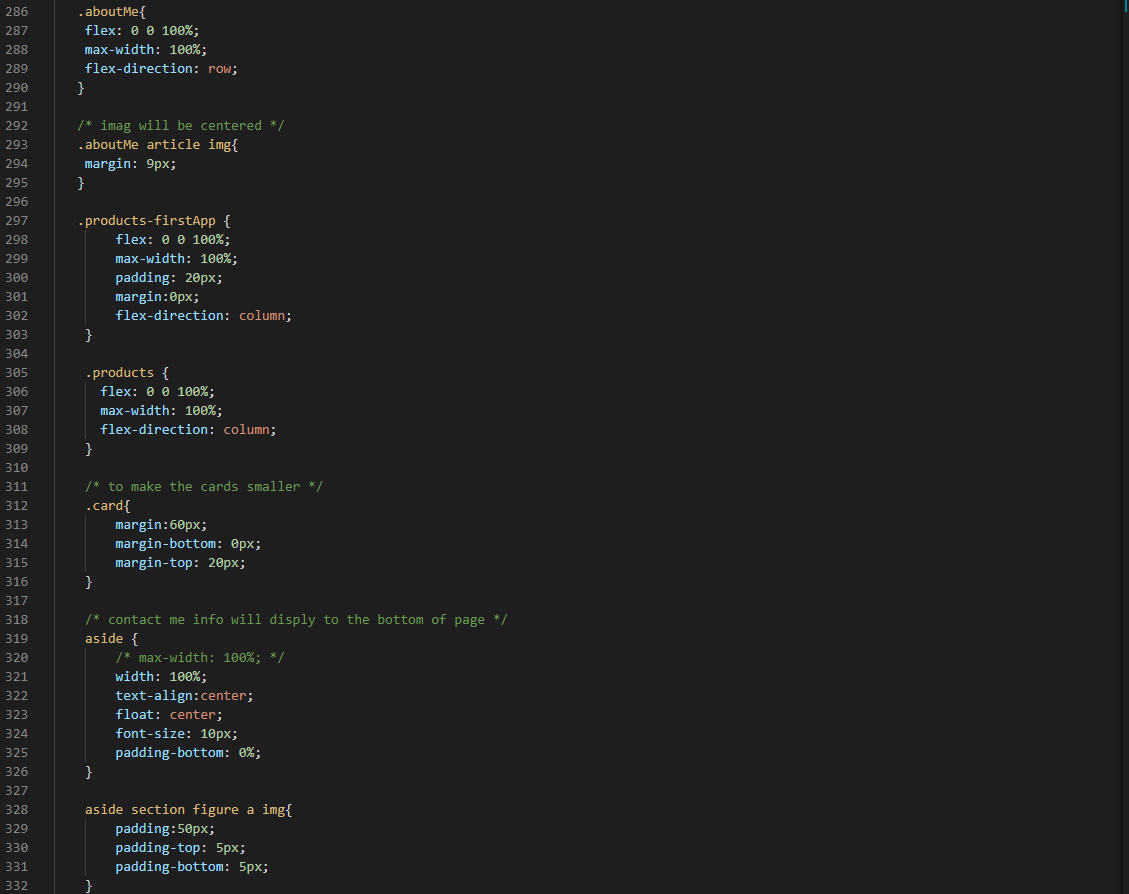 286 .aboutMe{
287 flex: 0 0 100%;
288 max-width: 100%;
289 flex-direction: row;
290 }
291
292 /* imag will be centered */
293 .aboutMe article img{
294 margin: 9px;
295 }
296
297 .products-firstApp {
298 flex: 0 0 100%;
299 max-width: 100%;
300 padding: 20px;
301 margin:0px;
302 flex-direction: column;
303 }
304
305 .products {
306 flex: 0 0 100%;
307 max-width: 100%;
308 flex-direction: column;
309 }
310
311 /* to make the cards smaller */
312 .card{
313 margin:60px;
314 margin-bottom: 0px;
315 margin-top: 20px;
316 }
317
318 /* contact me info will disply to the bottom of page */
319 aside {
320 /* max-width: 100%; */
321 width: 100%;
322 text-align:center;
323 float: center;
324 font-size: 10px;
325 padding-bottom: 0%;
326 }
327
328 aside section figure a img{
329 padding:50px;
330 padding-top: 5px;
331 padding-bottom: 5px;
332 }